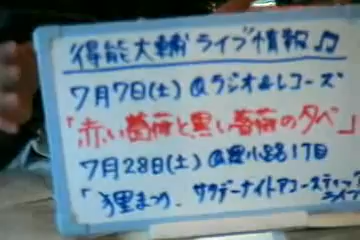 得能大輔ライブ情報♫
7月7日(土)@ラジオ&レコーズ
「赤い薔薇と黒い薔薇の夕べ」
7月28日(土)@狸小路1丁目
「狸まつり、サタデーナイトアコースティック
ライブ